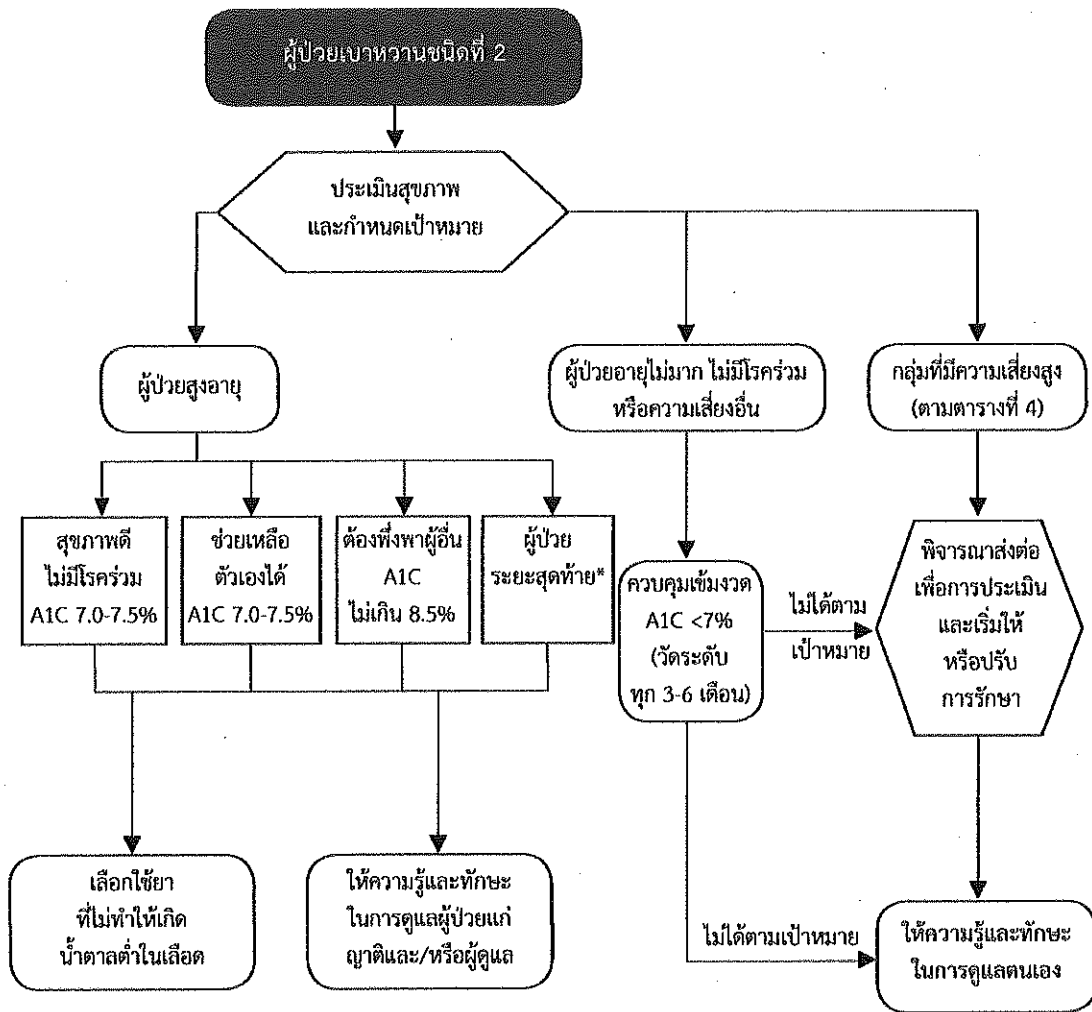 ผู้ป่วยเบาหวานชนิดที่ 2
ประเมินสุขภาพ
และกำหนดเป้าหมาย
ผู้ป่วยสูงอายุ
ผู้ป่วยอายุไม่มาก ไม่มีโรคร่วม
หรือความเสี่ยงอื่น
กลุ่มที่มีความเสี่ยงสูง
(ตามตารางที่ 4)
สุขภาพดี
ไม่มีโรคร่วม
A1C 7.0-7.5%
ช่วยเหลือ
ตัวเองได้
A1C 7.0-7.5%
ต้องพึ่งพาผู้อื่น
A1C
ไม่เกิน 8.5%
ผู้ป่วย
ระยะสุดท้าย*
ควบคุมเข้มงวด
A1C <7%
(วัดระดับ
ทุก 3-6 เดือน)
ไม่ได้ตาม
เป้าหมาย
พิจารณาส่งต่อ
เพื่อการประเมิน
และเริ่มให้
หรือปรับ
การรักษา
เลือกใช้ยา
ที่ไม่ทำให้เกิด
น้ำตาลต่ำในเลือด
ให้ความรู้และทักษะ
ในการดูแลผู้ป่วยแก่
ญาติและ/หรือผู้ดูแล
ไม่ได้ตามเป้าหมาย
ให้ความรู้และทักษะ
ในการดูแลตนเอง